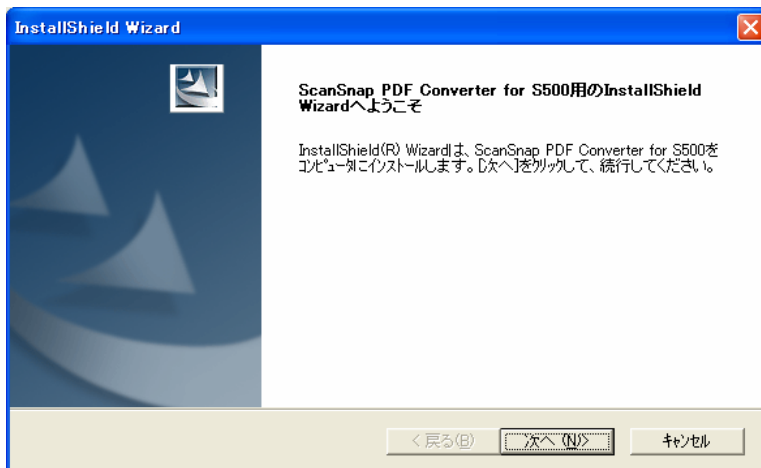 InstallShield Wizard
ScanSnap PDF Converter for S500用のInstallShield
Wizardへようこそ
InstallShield(R) Wizardは、ScanSnap PDF Converter for S500を
コンピュータにインストールします。[次へ]をクリックして、続行してください。
< 戻る(B) 次へ (N)> キャンセル